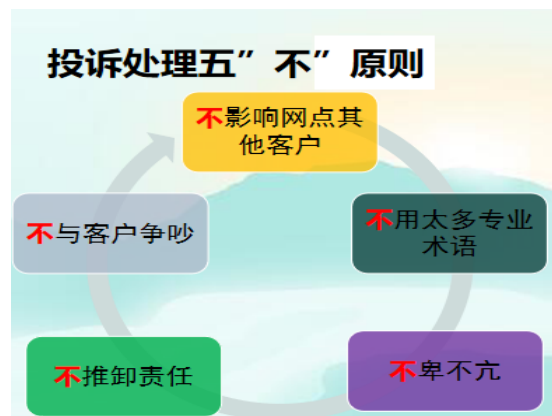 投诉处理五”不”原则
不影响网点其
他客户
不用太多专业
术语
不卑不亢
不推卸责任
不与客户争吵